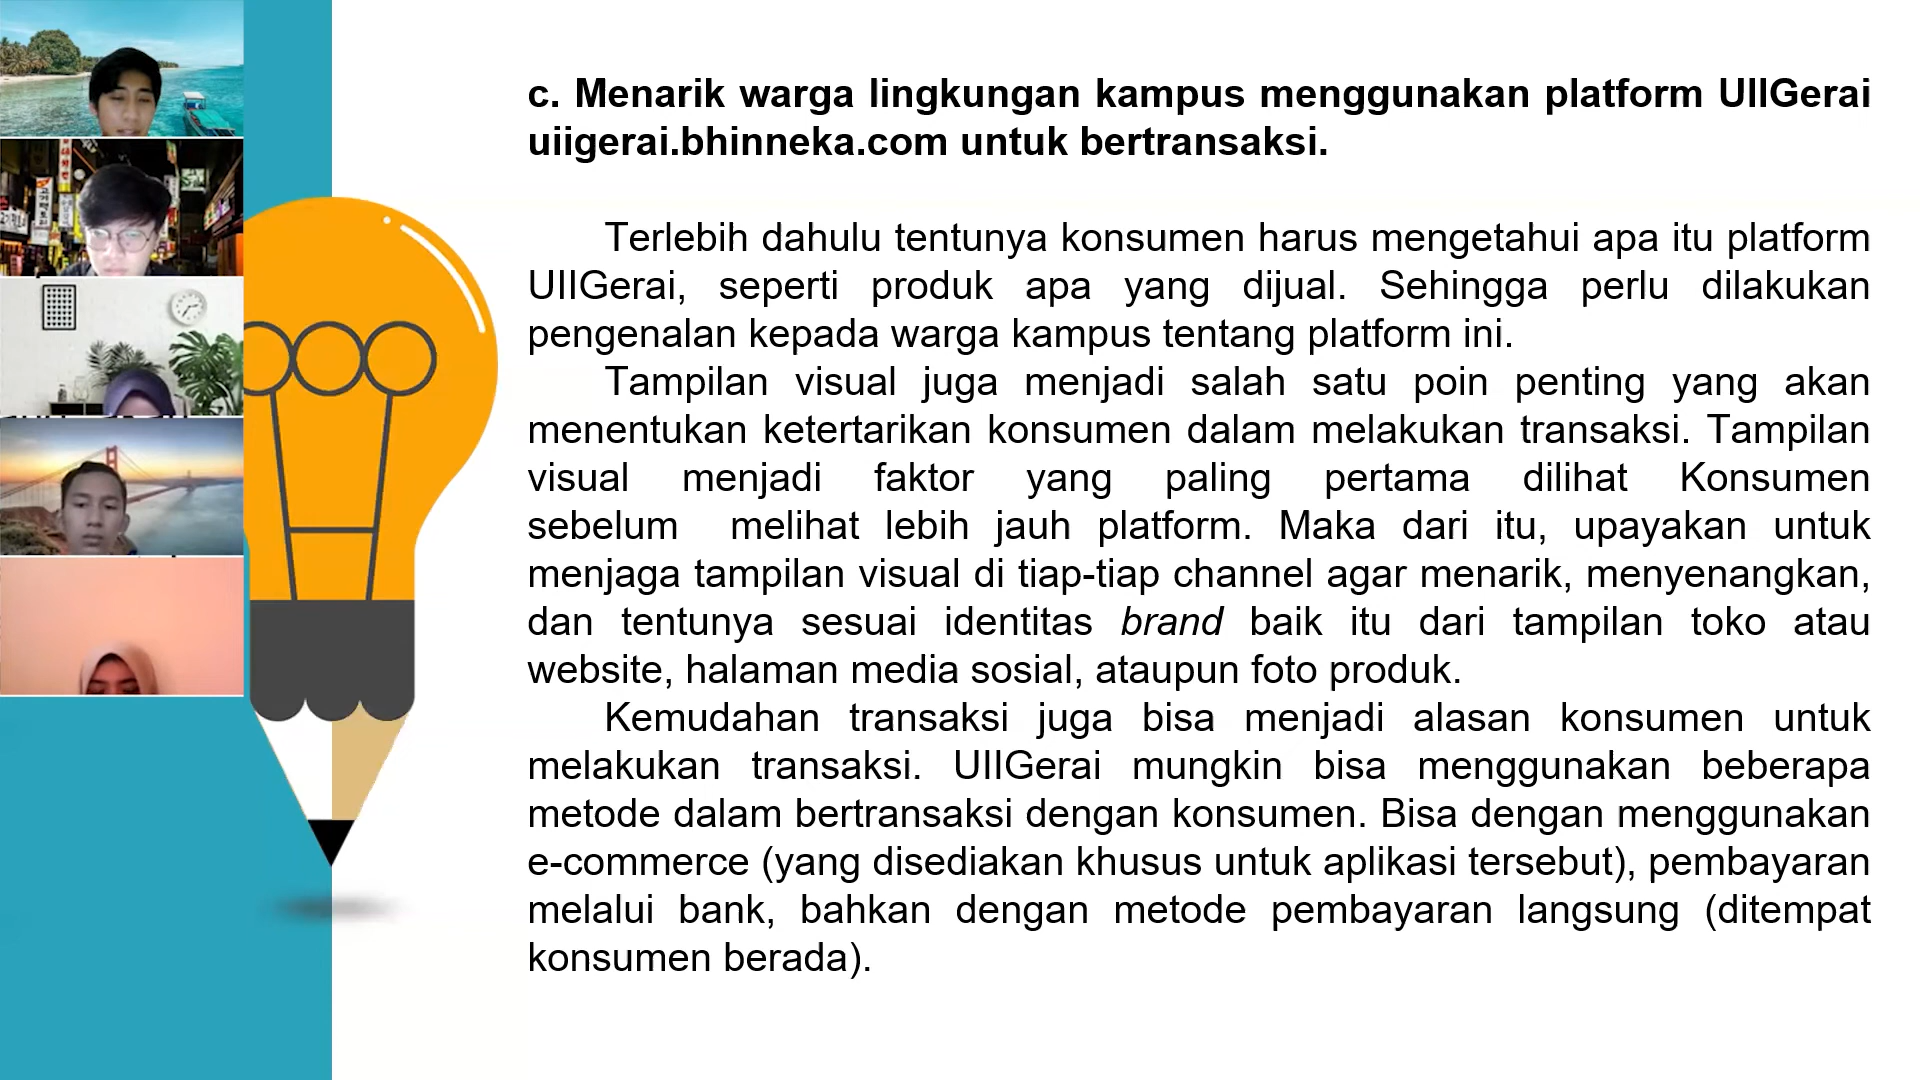 c. Menarik warga lingkungan kampus menggunakan platform UIIGerai
uiigerai.bhinneka.com untuk bertransaksi.
Terlebih dahulu tentunya konsumen harus mengetahui apa itu platform
UIIGerai, seperti produk apa yang dijual. Sehingga perlu dilakukan
pengenalan kepada warga kampus tentang platform ini.
Tampilan visual juga menjadi salah satu poin penting yang akan
menentukan ketertarikan konsumen dalam melakukan transaksi. Tampilan
visual menjadi faktor yang paling pertama dilihat Konsumen
sebelum melihat lebih jauh platform. Maka dari itu, upayakan untuk
menjaga tampilan visual di tiap-tiap channel agar menarik, menyenangkan,
dan tentunya sesuai identitas brand baik itu dari tampilan toko atau
website, halaman media sosial, ataupun foto produk.
Kemudahan transaksi juga bisa menjadi alasan konsumen untuk
melakukan transaksi. UIIGerai mungkin bisa menggunakan beberapa
metode dalam bertransaksi dengan konsumen. Bisa dengan menggunakan
e-commerce (yang disediakan khusus untuk aplikasi tersebut), pembayaran
melalui bank, bahkan dengan metode pembayaran langsung (ditempat
konsumen berada).